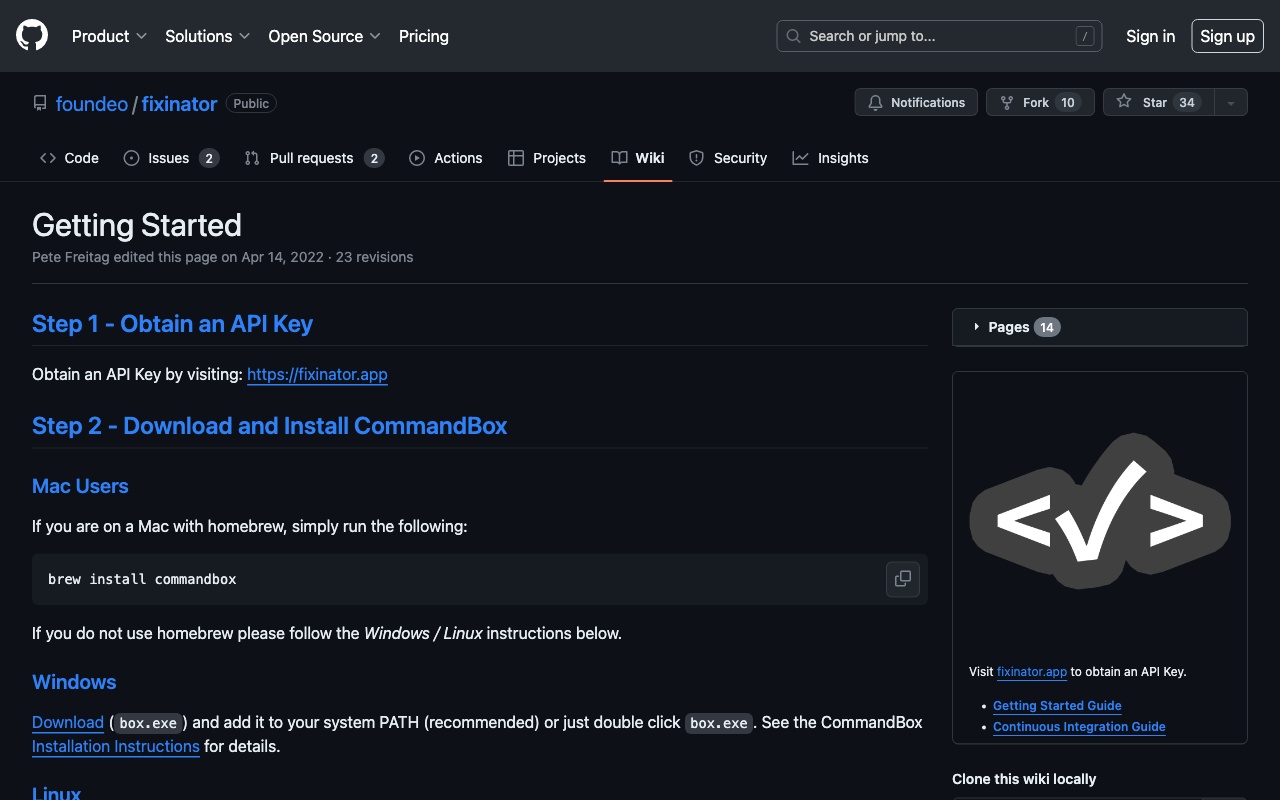 Product Solutions Open Source Pricing Search or jump to... / Sign in Sign up
foundeo / fixinator Public Notifications Fork 10 Star 34
Code Issues 2 Pull requests 2 Actions Projects Wiki Security Insights
Getting Started
Pete Freitag edited this page on Apr 14, 2022 · 23 revisions
Step 1 - Obtain an API Key
Obtain an API Key by visiting: https://fixinator.app
Step 2 - Download and Install CommandBox
Mac Users
If you are on a Mac with homebrew, simply run the following:
brew install commandbox
If you do not use homebrew please follow the Windows / Linux instructions below.
Windows
Download (box.exe) and add it to your system PATH (recommended) or just double click box.exe. See the CommandBox
Installation Instructions for details.
Linux
Pages 14
Visit fixinator.app to obtain an API Key.
• Getting Started Guide
• Continuous Integration Guide
Clone this wiki locally